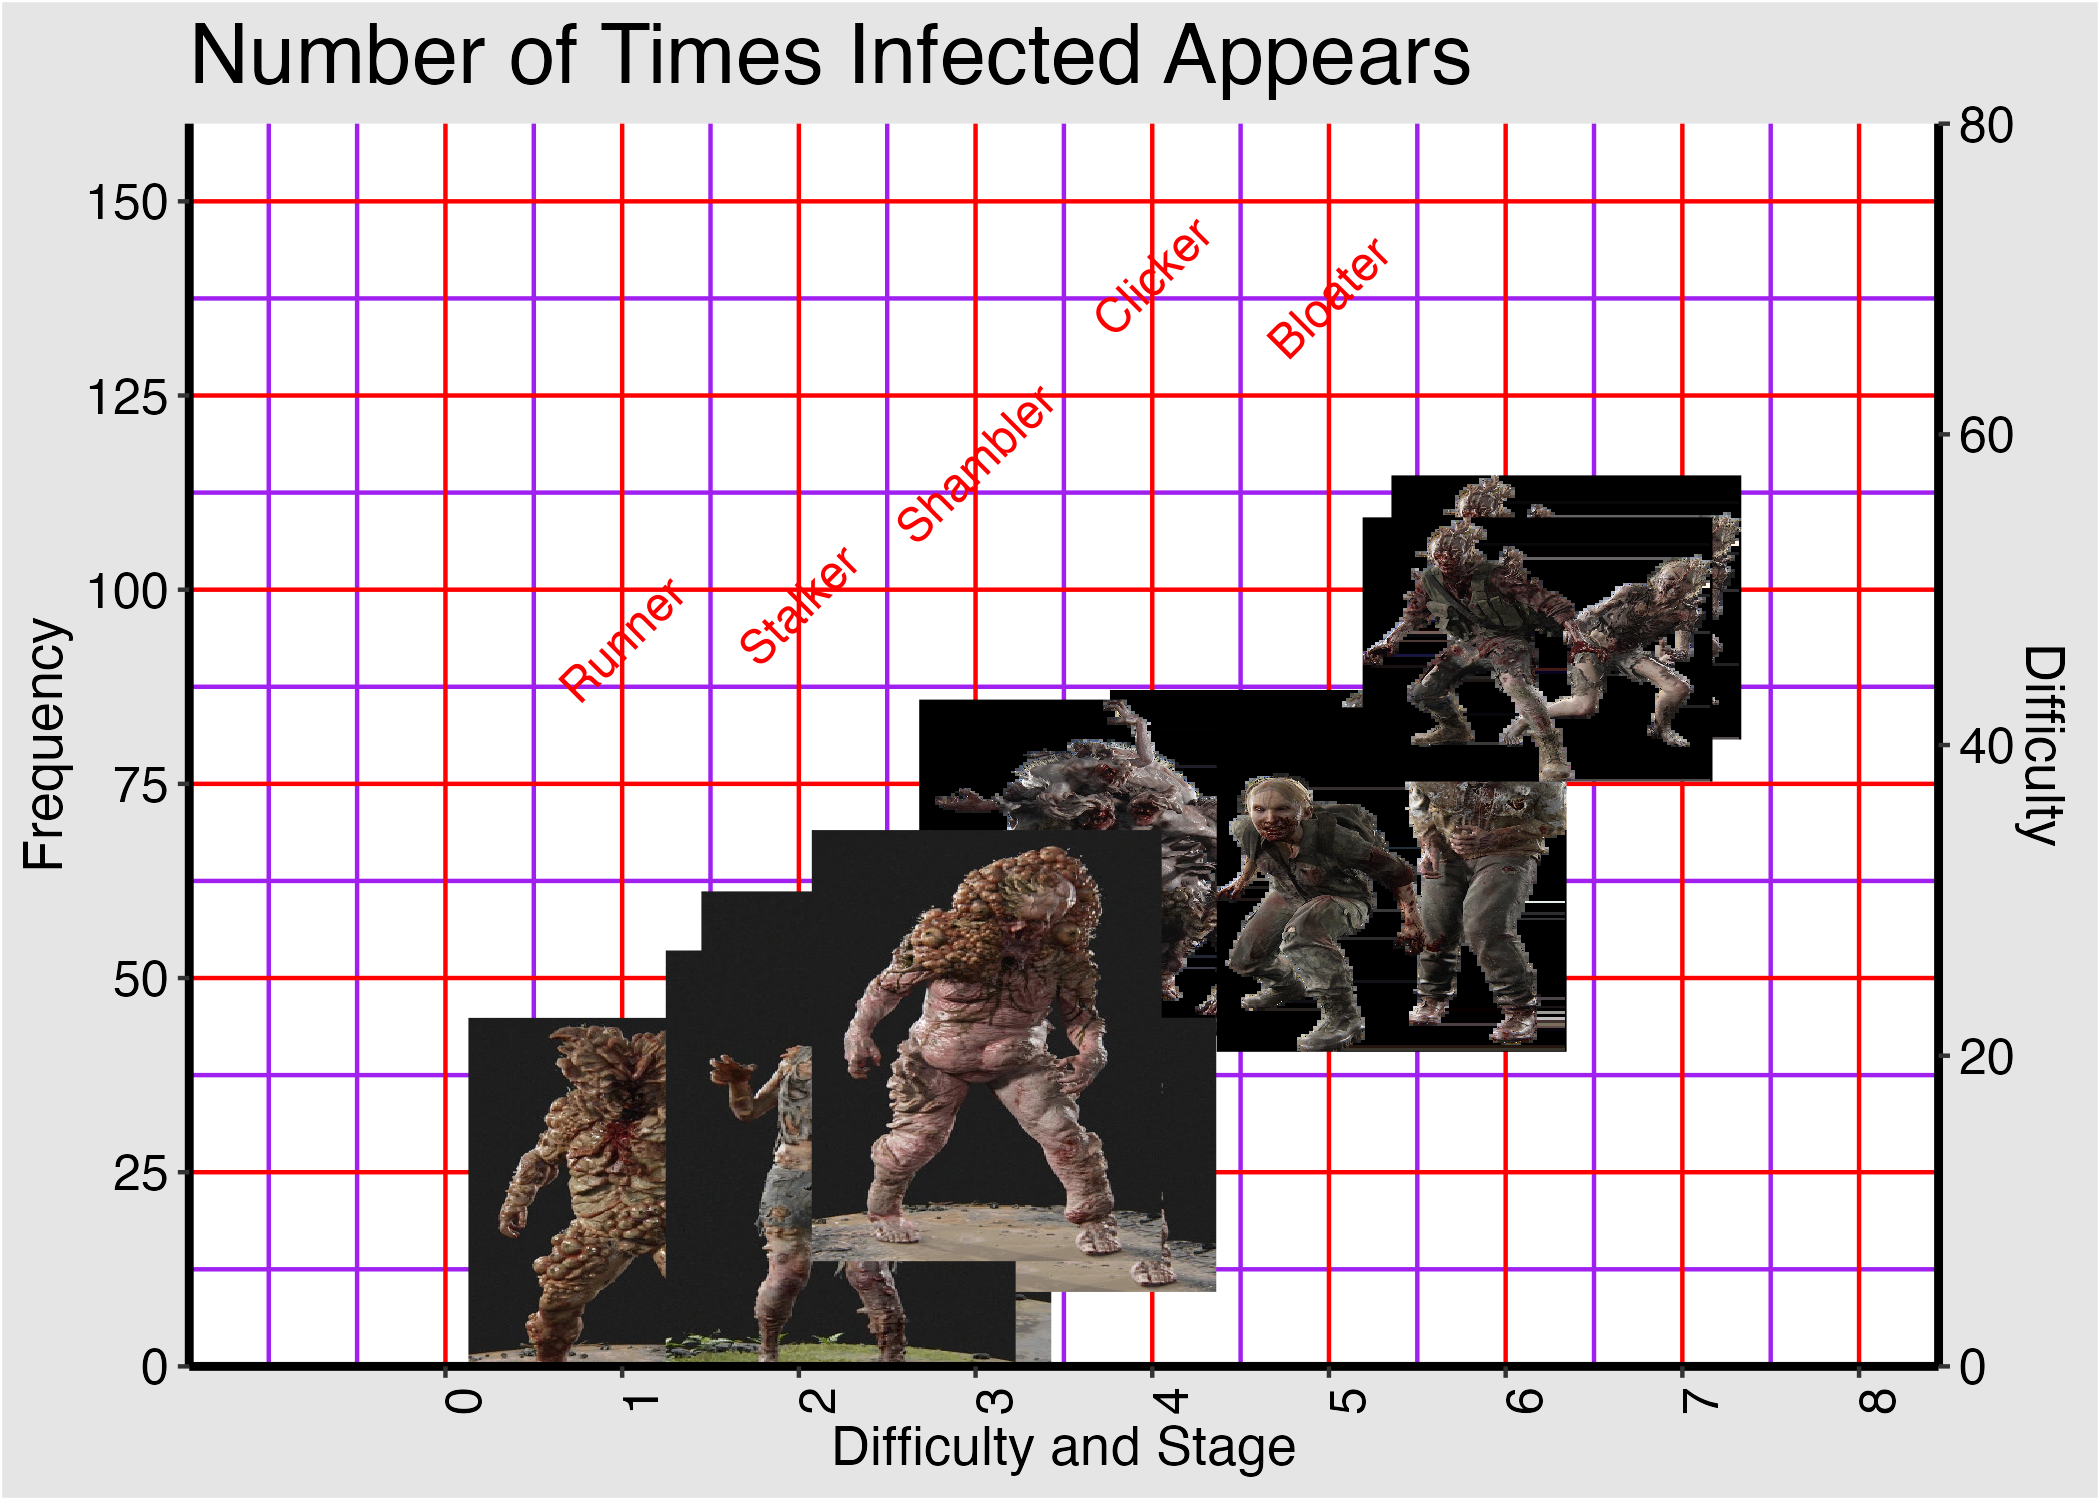 Number of Times Infected Appears
150
125
100
75
50
25
0
Frequency
80
60
40
20
0
Difficulty
Clicker
Bloater
Shambler
Stalker
Runner
0 1 2 3 4 5 6 7 8
Difficulty and Stage